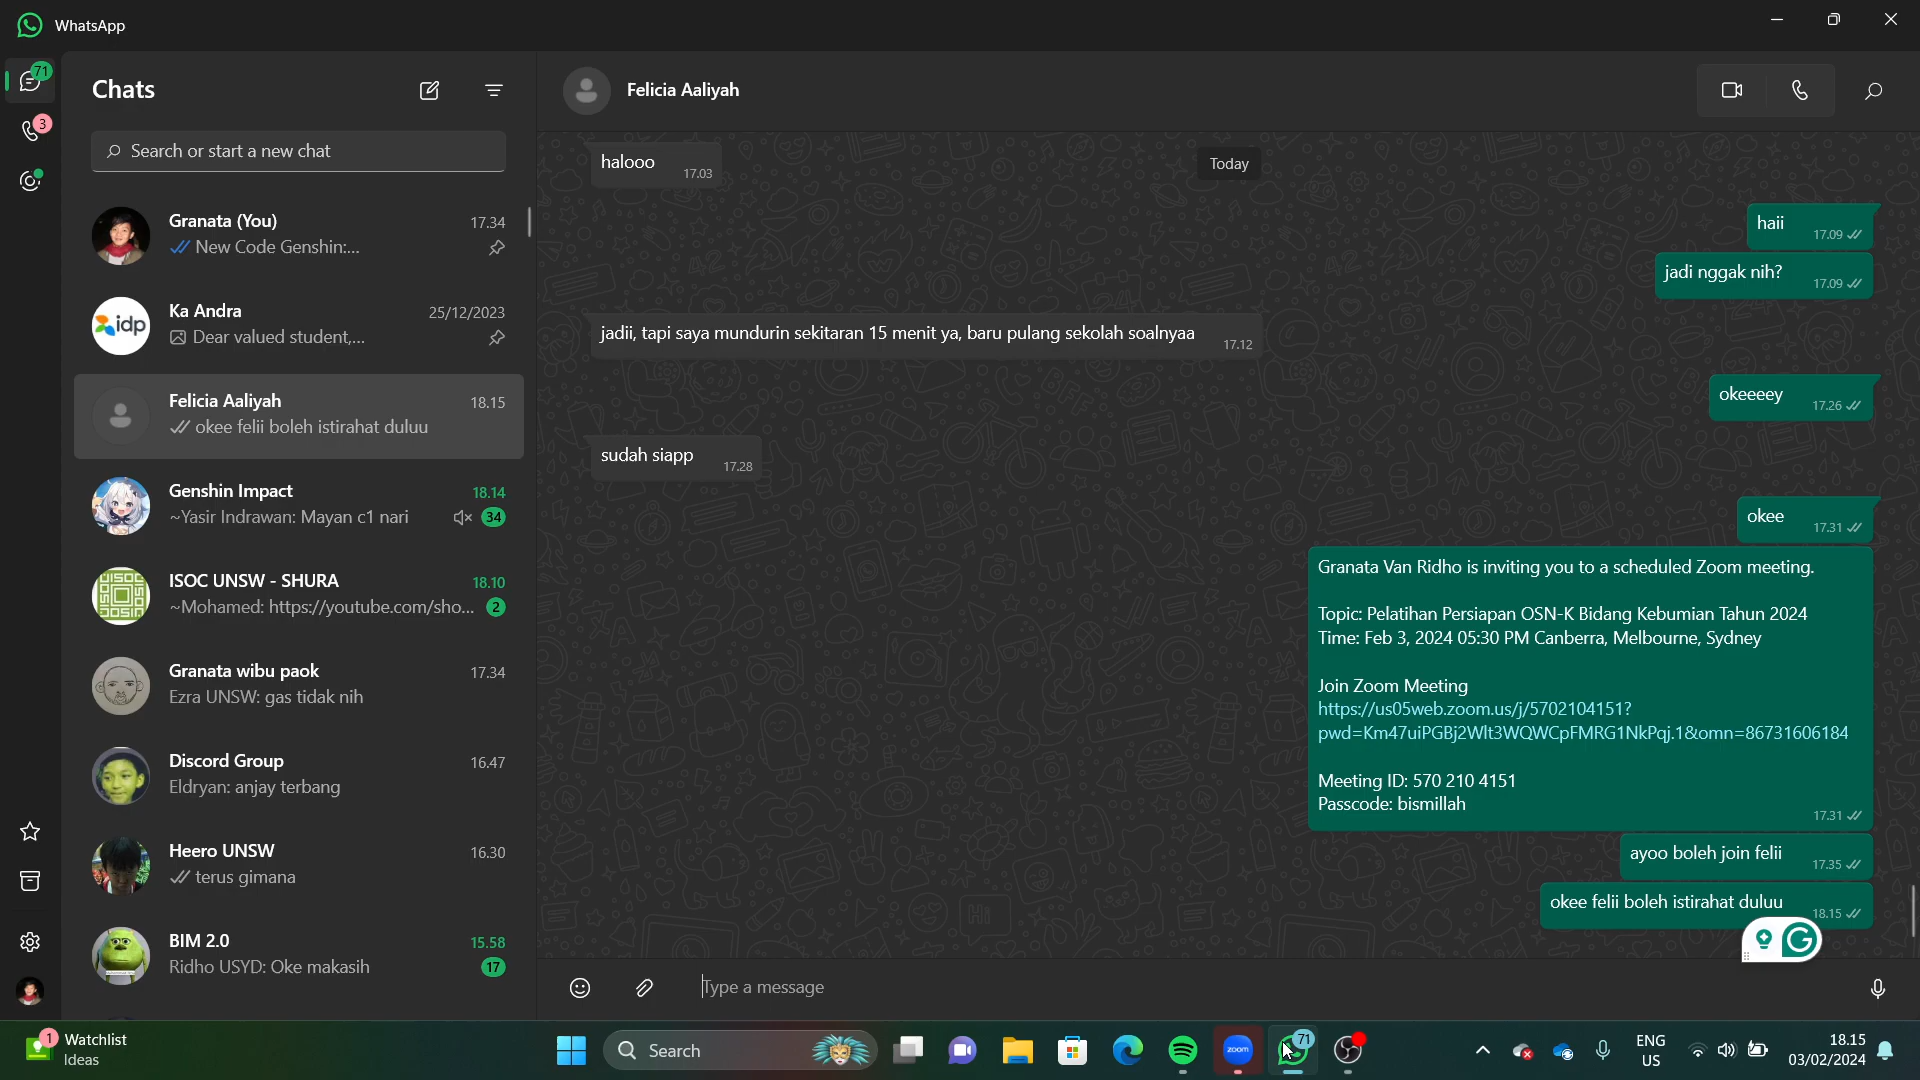 WhatsApp
71
3
Chats
Search or start a new chat
Granata (You)
17.34
New Code Genshin:...
Ka Andra
25/12/2023
Dear valued student,...
idp
Felicia Aaliyah
18.15
okee felii boleh istirahat duluu
Genshin Impact
18.14
~Yasir Indrawan: Mayan c1 nari
34
ISOC UNSW - SHURA
18.10
~Mohamed: https://youtube.com/sho...
2
Granata wibu paok
17.34
Ezra UNSW: gas tidak nih
Discord Group
16.47
Eldryan: anjay terbang
Heero UNSW
16.30
terus gimana
BIM 2.0
15.58
Ridho USYD: Oke makasih
17
Felicia Aaliyah
halooo
17.03
Today
haii
17.09
jadi nggak nih?
17.09
jadii, tapi saya mundurin sekitaran 15 menit ya, baru pulang sekolah soalnyaa
17.12
okeeeey
17.26
sudah siapp
17.28
okee
17.31
Granata Van Ridho is inviting you to a scheduled Zoom meeting.
Topic: Pelatihan Persiapan OSN-K Bidang Kebumian Tahun 2024
Time: Feb 3, 2024 05:30 PM Canberra, Melbourne, Sydney
Join Zoom Meeting
https://us05web.zoom.us/j/5702104151?
pwd=Km47uiPGBj2Wlt3WQWCpFMRG1NkPqj.1&omn=86731606184
Meeting ID: 570 210 4151
Passcode: bismillah
17.31
ayoo boleh join felii
17.35
okee felii boleh istirahat duluu
18.15
Type a message
1
Watchlist
Ideas
Search
zoom
71
ENG
US
18.15
03/02/2024